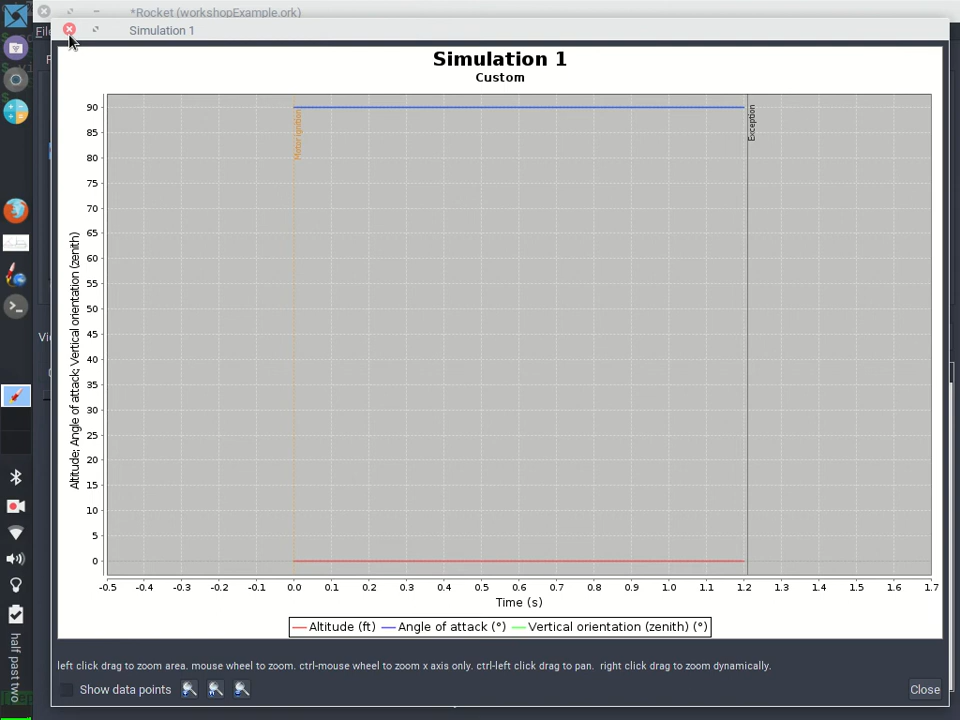 *Rocket (workshopExample.ork)
File
Simulation 1
Simulation 1
Custom
90
85
80
75
70
65
60
55
50
45
40
35
30
25
20
15
10
5
0
Altitude; Angle of attack; Vertical orientation (zenith)
Motor ignition
Exception
-0.5 -0.4 -0.3 -0.2 -0.1 0.0 0.1 0.2 0.3 0.4 0.5 0.6 0.7 0.8 0.9 1.0 1.1 1.2 1.3 1.4 1.5 1.6 1.7
Time (s)
Altitude (ft) Angle of attack (°) Vertical orientation (zenith) (°)
left click drag to zoom area. mouse wheel to zoom. ctrl-mouse wheel to zoom x axis only. ctrl-left click drag to pan. right click drag to zoom dynamically.
Show data points
Close
half past two